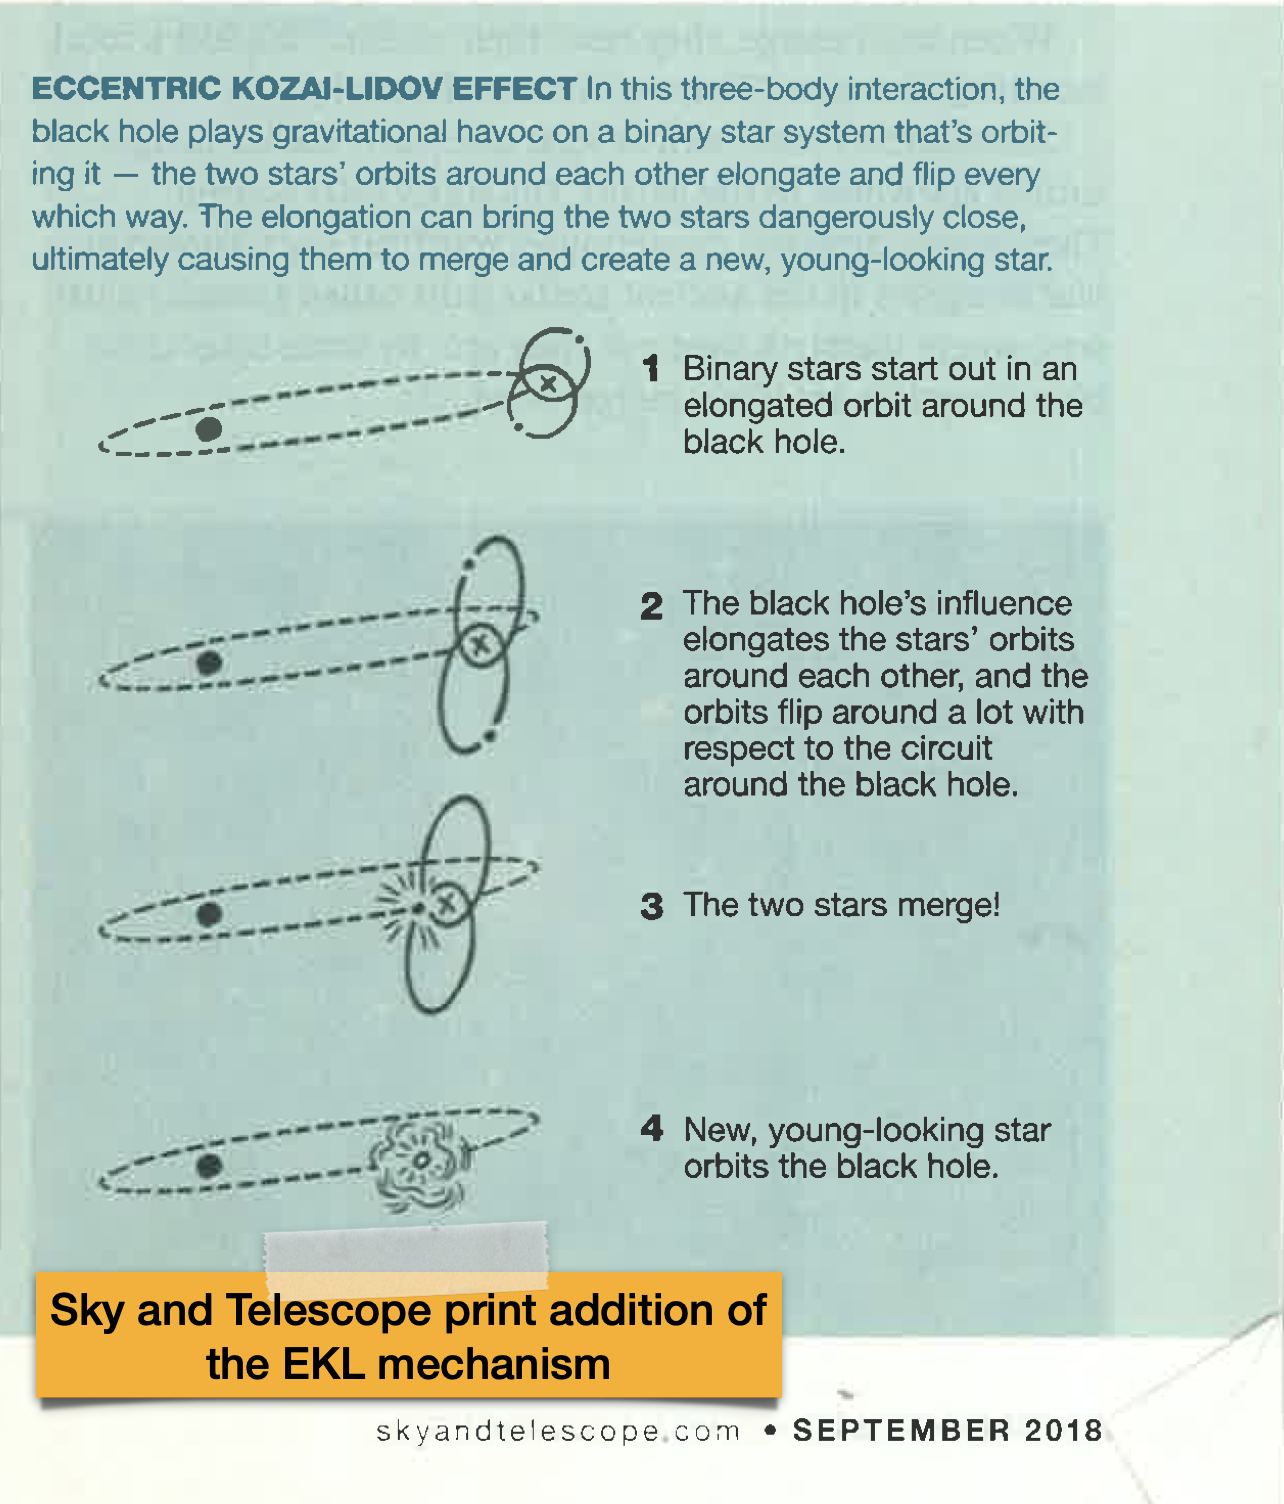 ECCENTRIC KOZAI-LIDOV EFFECT In this three-body interaction, the
black hole plays gravitational havoc on a binary star system that's orbit-
ing it — the two stars' orbits around each other elongate and flip every
which way. The elongation can bring the two stars dangerously close,
ultimately causing them to merge and create a new, young-looking star.
1 Binary stars start out in an
elongated orbit around the
black hole.
2 The black hole's influence
elongates the stars' orbits
around each other, and the
orbits flip around a lot with
respect to the circuit
around the black hole.
3 The two stars merge!
4 New, young-looking star
orbits the black hole.
Sky and Telescope print addition of
the EKL mechanism
skyandtelescope.com • SEPTEMBER 2018